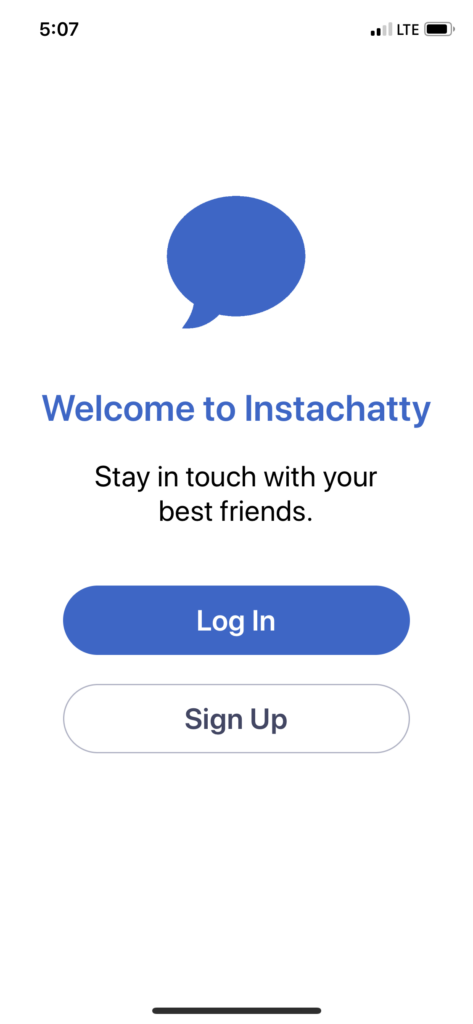 5:07 LTE
Welcome to Instachatty
Stay in touch with your
best friends.
Log In
Sign Up